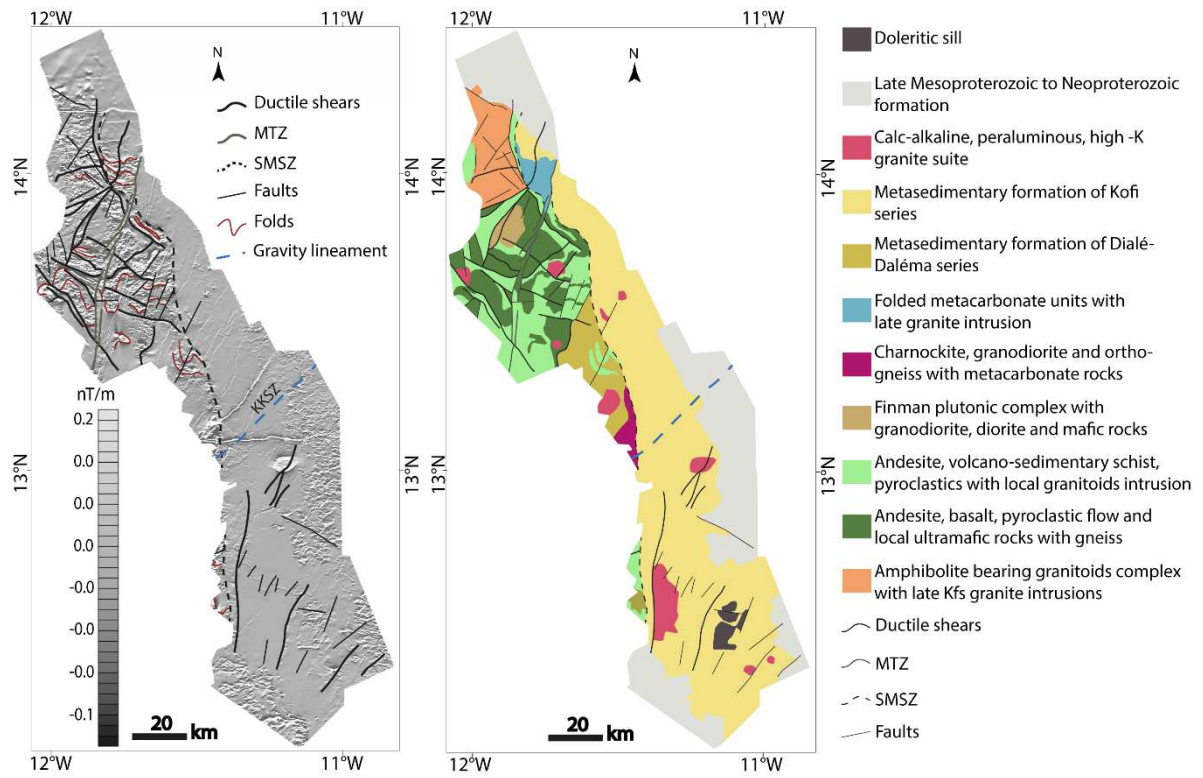 12°W
11°W
N
Ductile shears
MTZ
SMSZ
Faults
Folds
Gravity lineament
14°N
13°N
nT/m
0.2
0.0
0.0
0.0
-0.0
-0.0
-0.0
-0.1
KKSZ
20
km
12°W
11°W
12°W
11°W
N
14°N
13°N
20
km
12°W
11°W
Doleritic sill
Late Mesoproterozoic to Neoproterozoic
formation
Calc-alkaline, peraluminous, high -K
granite suite
Metasedimentary formation of Kofi
series
Metasedimentary formation of Dialé-
Daléma series
Folded metacarbonate units with
late granite intrusion
Charnockite, granodiorite and ortho-
gneiss with metacarbonate rocks
Finman plutonic complex with
granodiorite, diorite and mafic rocks
Andesite, volcano-sedimentary schist,
pyroclastics with local granitoids intrusion
Andesite, basalt, pyroclastic flow and
local ultramafic rocks with gneiss
Amphibolite bearing granitoids complex
with late Kfs granite intrusions
Ductile shears
MTZ
SMSZ
Faults